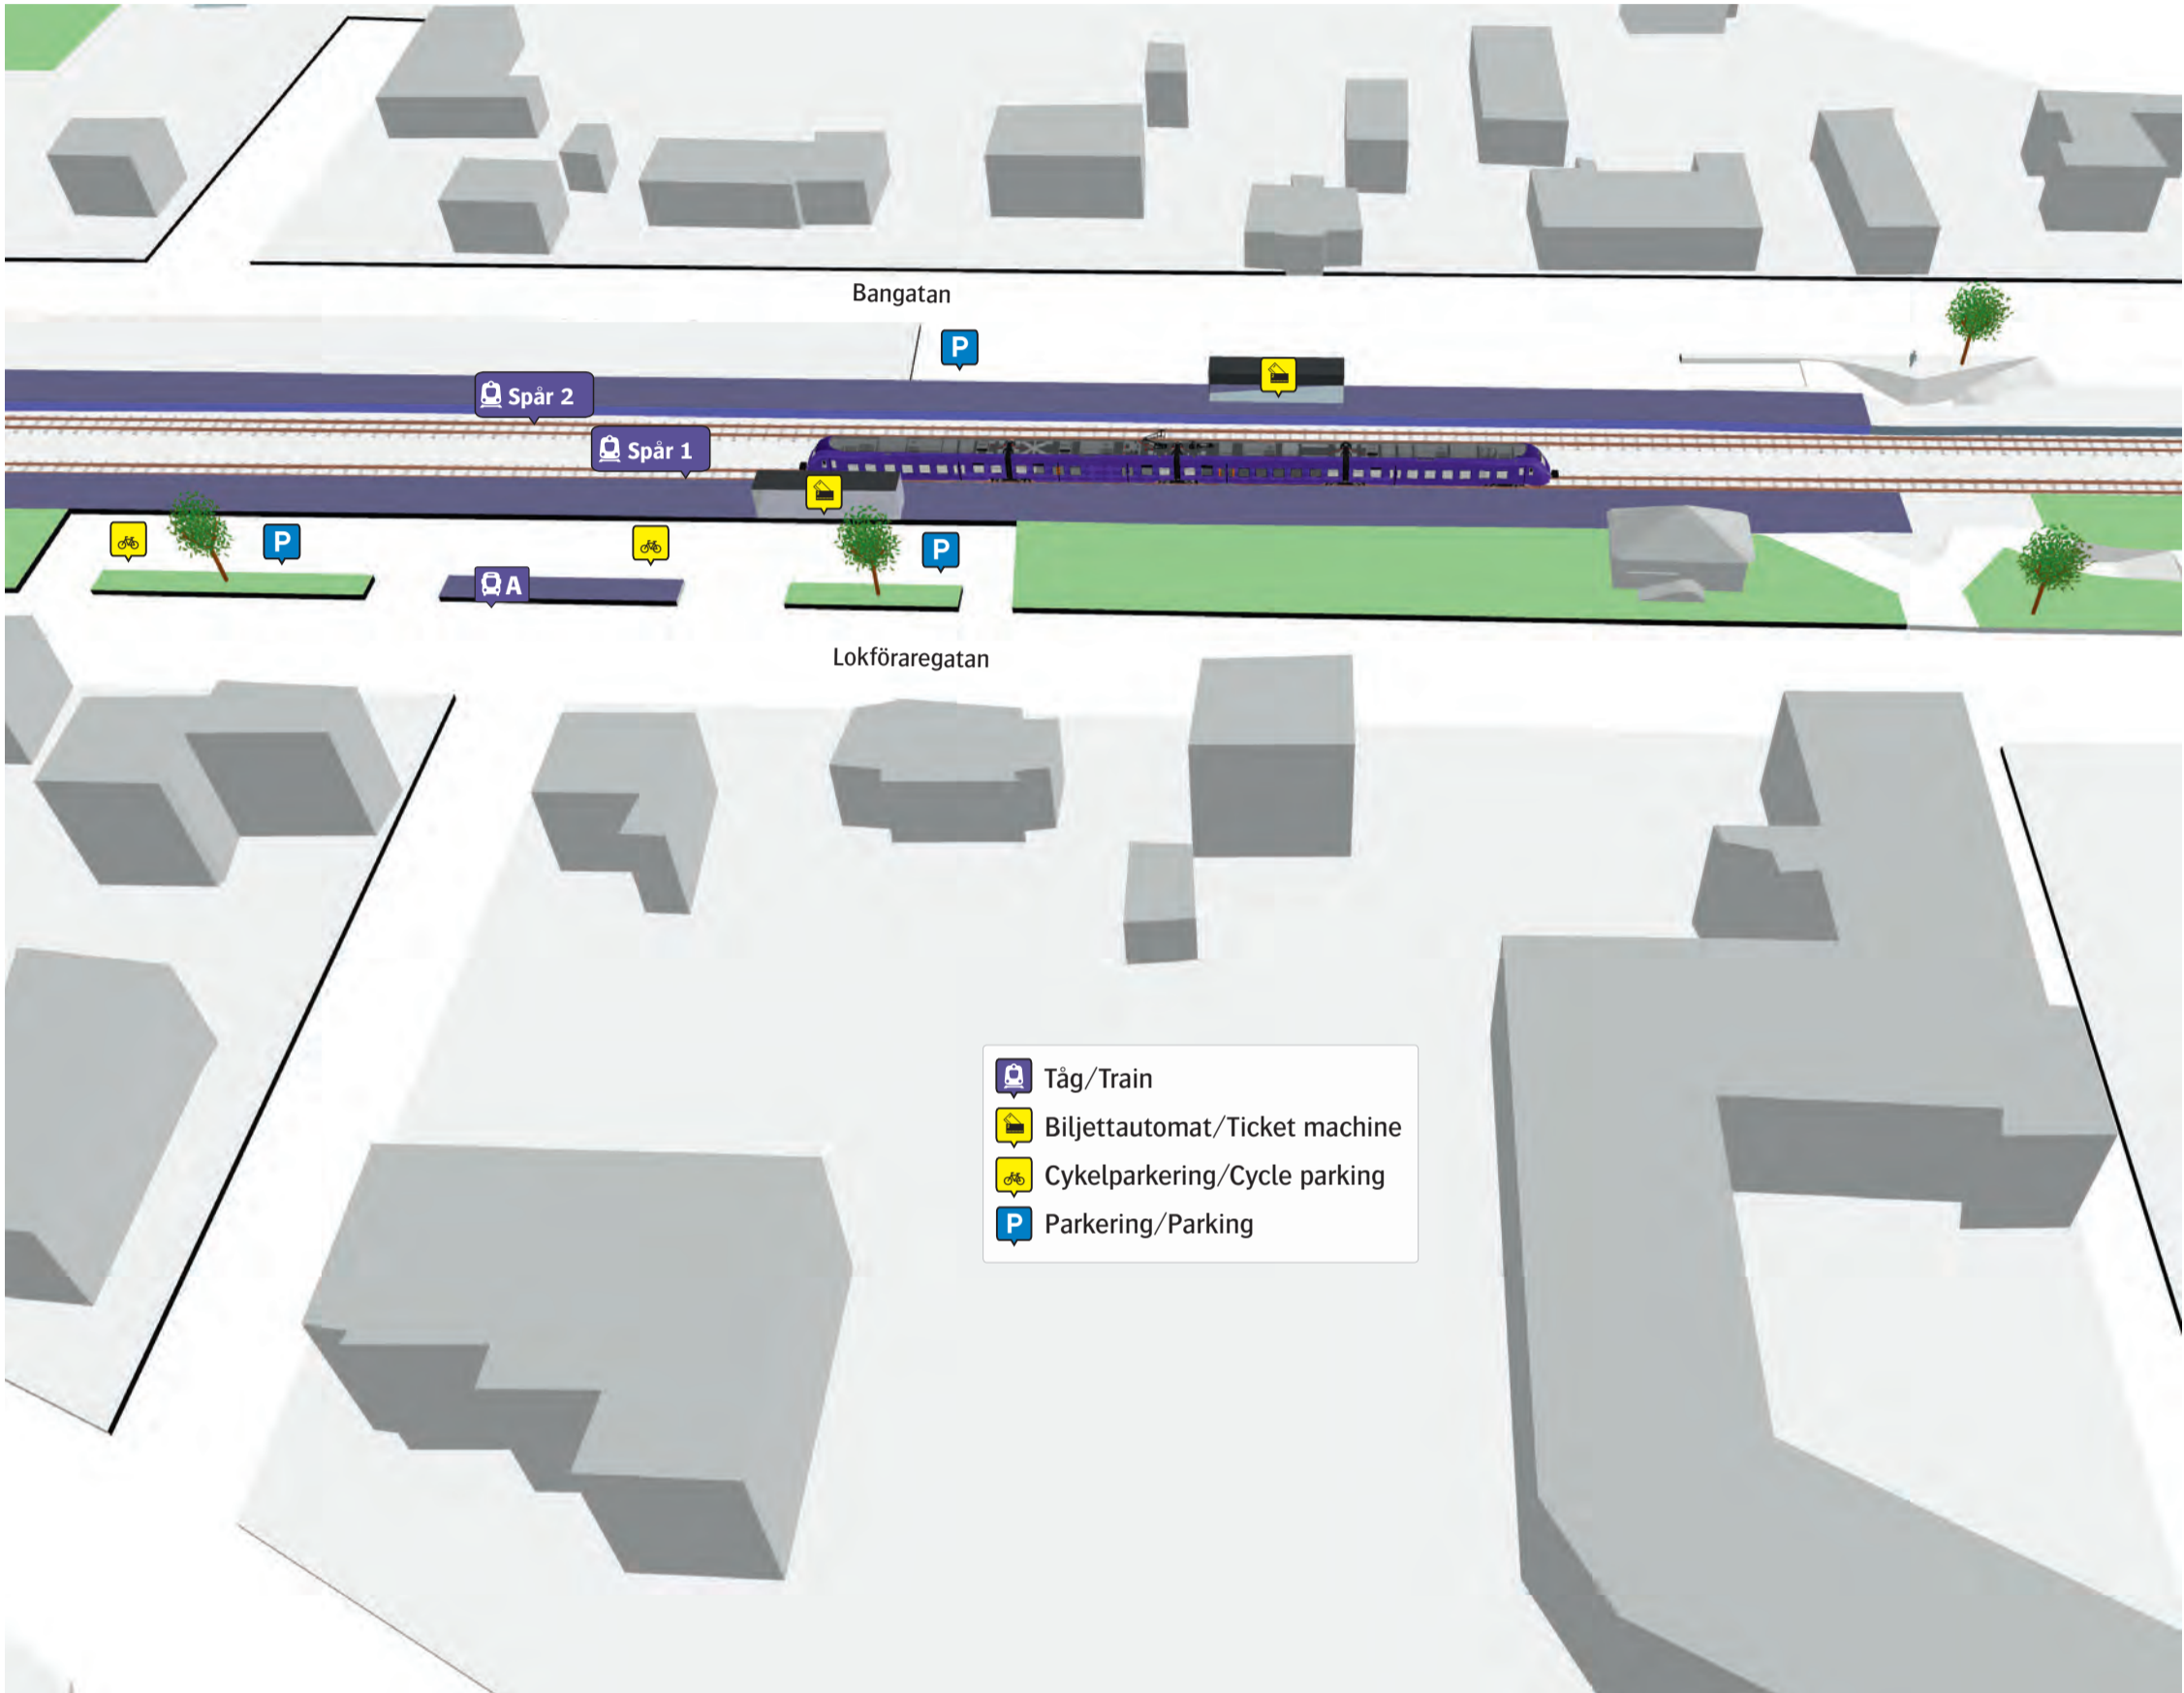 Bangatan
P
Spår 2
Spår 1
P
P
A
Lokföraregatan
Tåg/Train
Biljettautomat/Ticket machine
Cykelparkering/Cycle parking
P Parkering/Parking